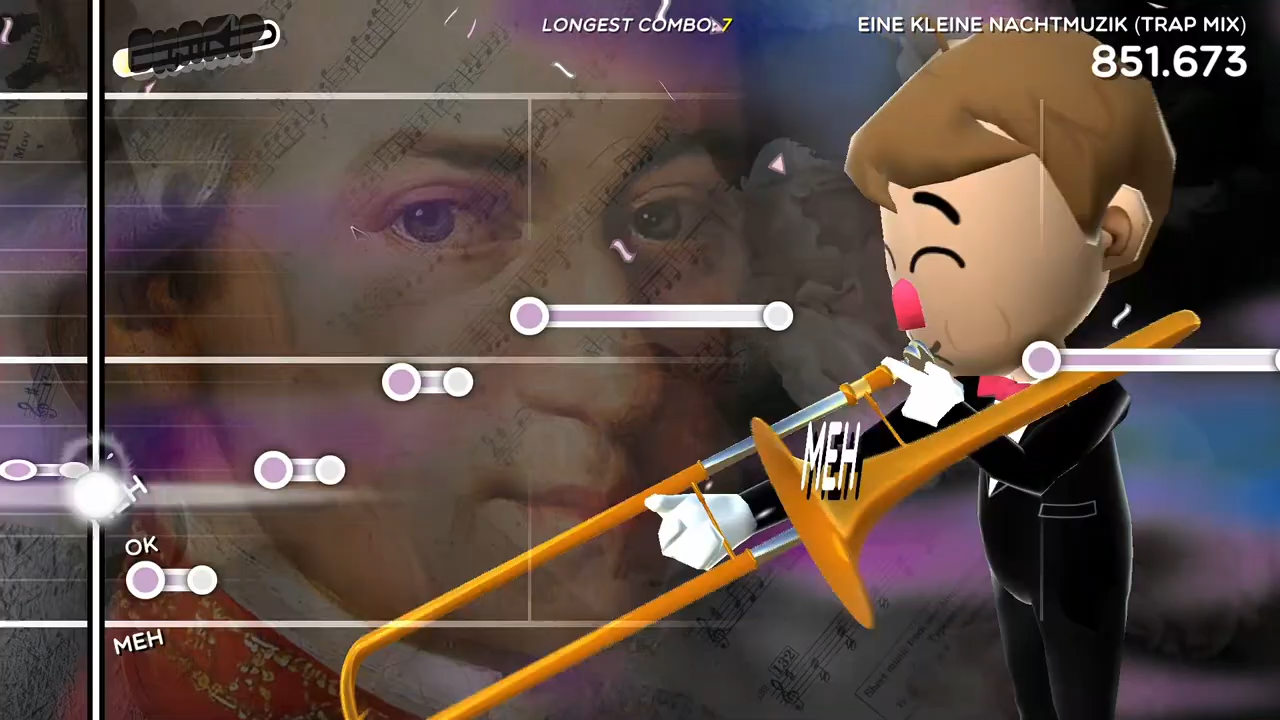 LONGEST COMBO: 7
EINE KLEINE NACHTMUZIK (TRAP MIX)
851.673
MEH
OK
MEH